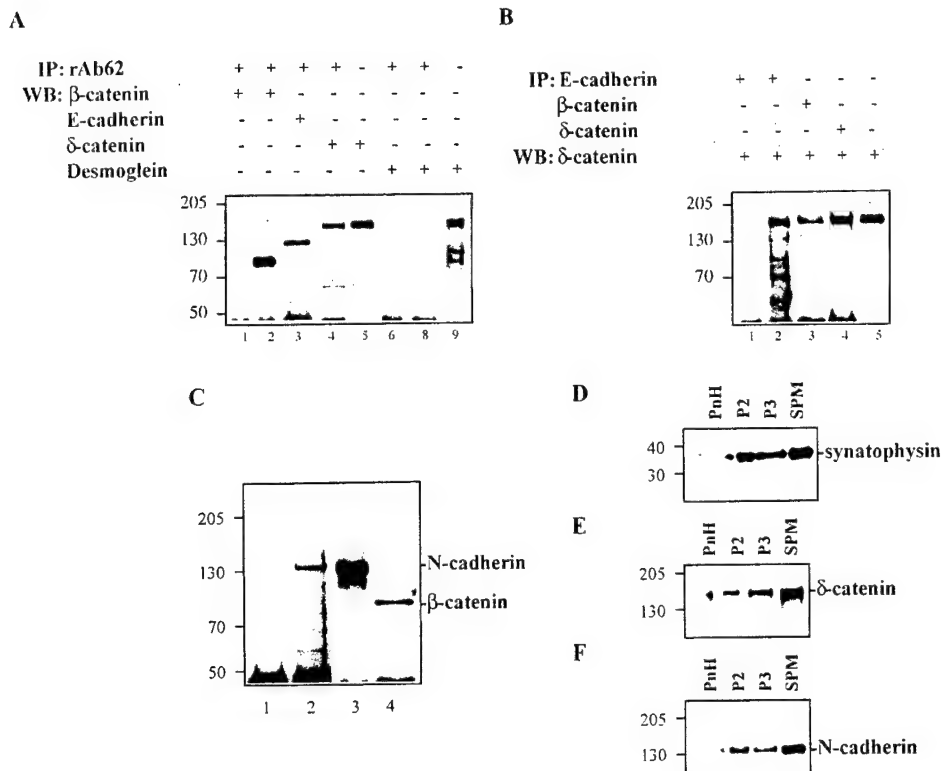 A
IP: rAb62 + + + + - + + -
WB: β-catenin + + - - - - - -
E-cadherin - - + - - - - -
δ-catenin - - - + + - - -
Desmoglein - - - - - + + +
205
130
70
50
1 2 3 4 5 6 8 9
B
IP: E-cadherin + + - - -
β-catenin - - + - -
δ-catenin - - - + -
WB: δ-catenin + + + + +
205
130
70
1 2 3 4 5
C
205
130
70
50
N-cadherin
β-catenin
1 2 3 4
D
PnH P2 P3 SPM
40
30
synatophysin
E
PnH P2 P3 SPM
205
130
δ-catenin
F
PnH P2 P3 SPM
205
130
N-cadherin